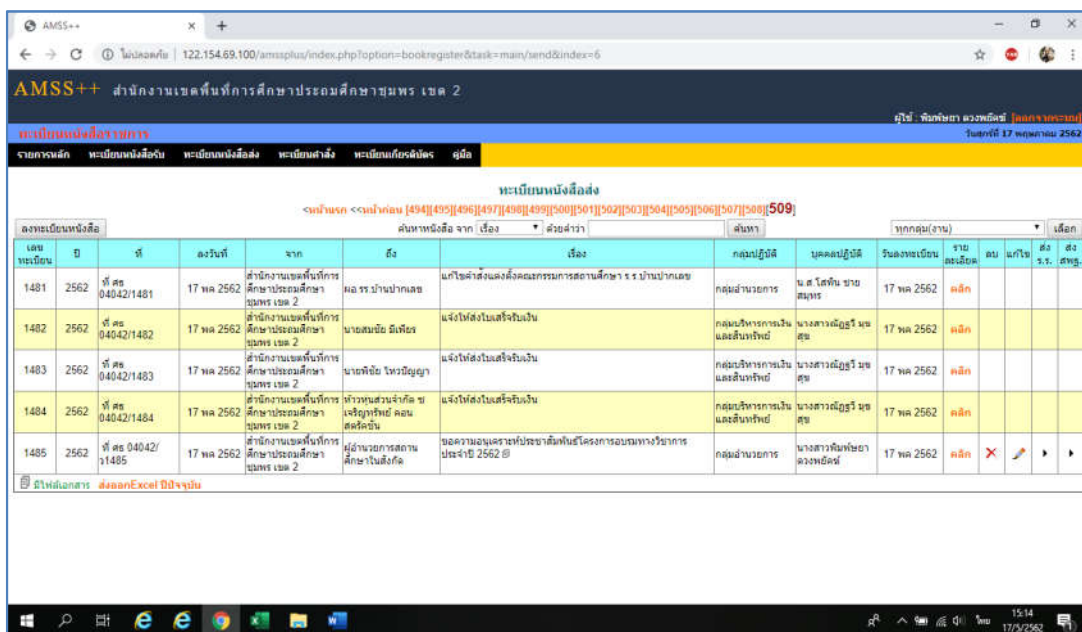 AMSS++
ไม่ปลอดภัย | 122.154.69.100/amssplus/index.php?option=bookregister&task=main/send&index=6
AMSS++ สำนักงานเขตพื้นที่การศึกษาประถมศึกษาชุมพร เขต 2
ผู้ใช้ : พิมพ์ษยา ดวงพยัคฆ์ [ออกจากระบบ]
ทะเบียนหนังสือราชการ
วันศุกร์ที่ 17 พฤษภาคม 2562
รายการหลัก ทะเบียนหนังสือรับ ทะเบียนหนังสือส่ง ทะเบียนคำสั่ง ทะเบียนเกียรติบัตร คู่มือ
ทะเบียนหนังสือส่ง
<หน้าแรก <<หน้าก่อน [494][495][496][497][498][499][500][501][502][503][504][505][506][507][508][509]
ลงทะเบียนหนังสือ ค้นหาหนังสือ จาก เรื่อง ด้วยคำว่า ค้นหา ทุกกลุ่ม(งาน) เลือก
เลขทะเบียน ปี ที่ ลงวันที่ จาก ถึง เรื่อง กลุ่มปฏิบัติ บุคคลปฏิบัติ วันลงทะเบียน รายละเอียด ลบ แก้ไข ส่ง ร.ร. ส่ง สพฐ.
1481 2562 ที่ ศธ 04042/1481 17 พค 2562 สำนักงานเขตพื้นที่การศึกษาประถมศึกษาชุมพร เขต 2 ผอ.รร.บ้านปากเลข แก้ไขคำสั่งแต่งตั้งคณะกรรมการสถานศึกษา ร.ร.บ้านปากเลข กลุ่มอำนวยการ น.ส.โสพิน ชายสมุทร 17 พค 2562 คลิก
1482 2562 ที่ ศธ 04042/1482 17 พค 2562 สำนักงานเขตพื้นที่การศึกษาประถมศึกษาชุมพร เขต 2 นายสมชัย มีเพียร แจ้งให้ส่งใบเสร็จรับเงิน กลุ่มบริหารการเงินและสินทรัพย์ นางสาวณัฏฐวี มุขสุข 17 พค 2562 คลิก
1483 2562 ที่ ศธ 04042/1483 17 พค 2562 สำนักงานเขตพื้นที่การศึกษาประถมศึกษาชุมพร เขต 2 นายพิชัย ไหวปัญญา แจ้งให้ส่งใบเสร็จรับเงิน กลุ่มบริหารการเงินและสินทรัพย์ นางสาวณัฏฐวี มุขสุข 17 พค 2562 คลิก
1484 2562 ที่ ศธ 04042/1484 17 พค 2562 สำนักงานเขตพื้นที่การศึกษาประถมศึกษาชุมพร เขต 2 ห้างหุ้นส่วนจำกัด ชเจริญทรัพย์ คอนสตรัคชั่น แจ้งให้ส่งใบเสร็จรับเงิน กลุ่มบริหารการเงินและสินทรัพย์ นางสาวณัฏฐวี มุขสุข 17 พค 2562 คลิก
1485 2562 ที่ ศธ 04042/ว1485 17 พค 2562 สำนักงานเขตพื้นที่การศึกษาประถมศึกษาชุมพร เขต 2 ผู้อำนวยการสถานศึกษาในสังกัด ขอความอนุเคราะห์ประชาสัมพันธ์โครงการอบรมทางวิชาการ ประจำปี 2562 กลุ่มอำนวยการ นางสาวพิมพ์ษยา ดวงพยัคฆ์ 17 พค 2562 คลิก
มีไฟล์เอกสาร ส่งออกExcel ปีปัจจุบัน
ไทย
15:14
17/5/2562